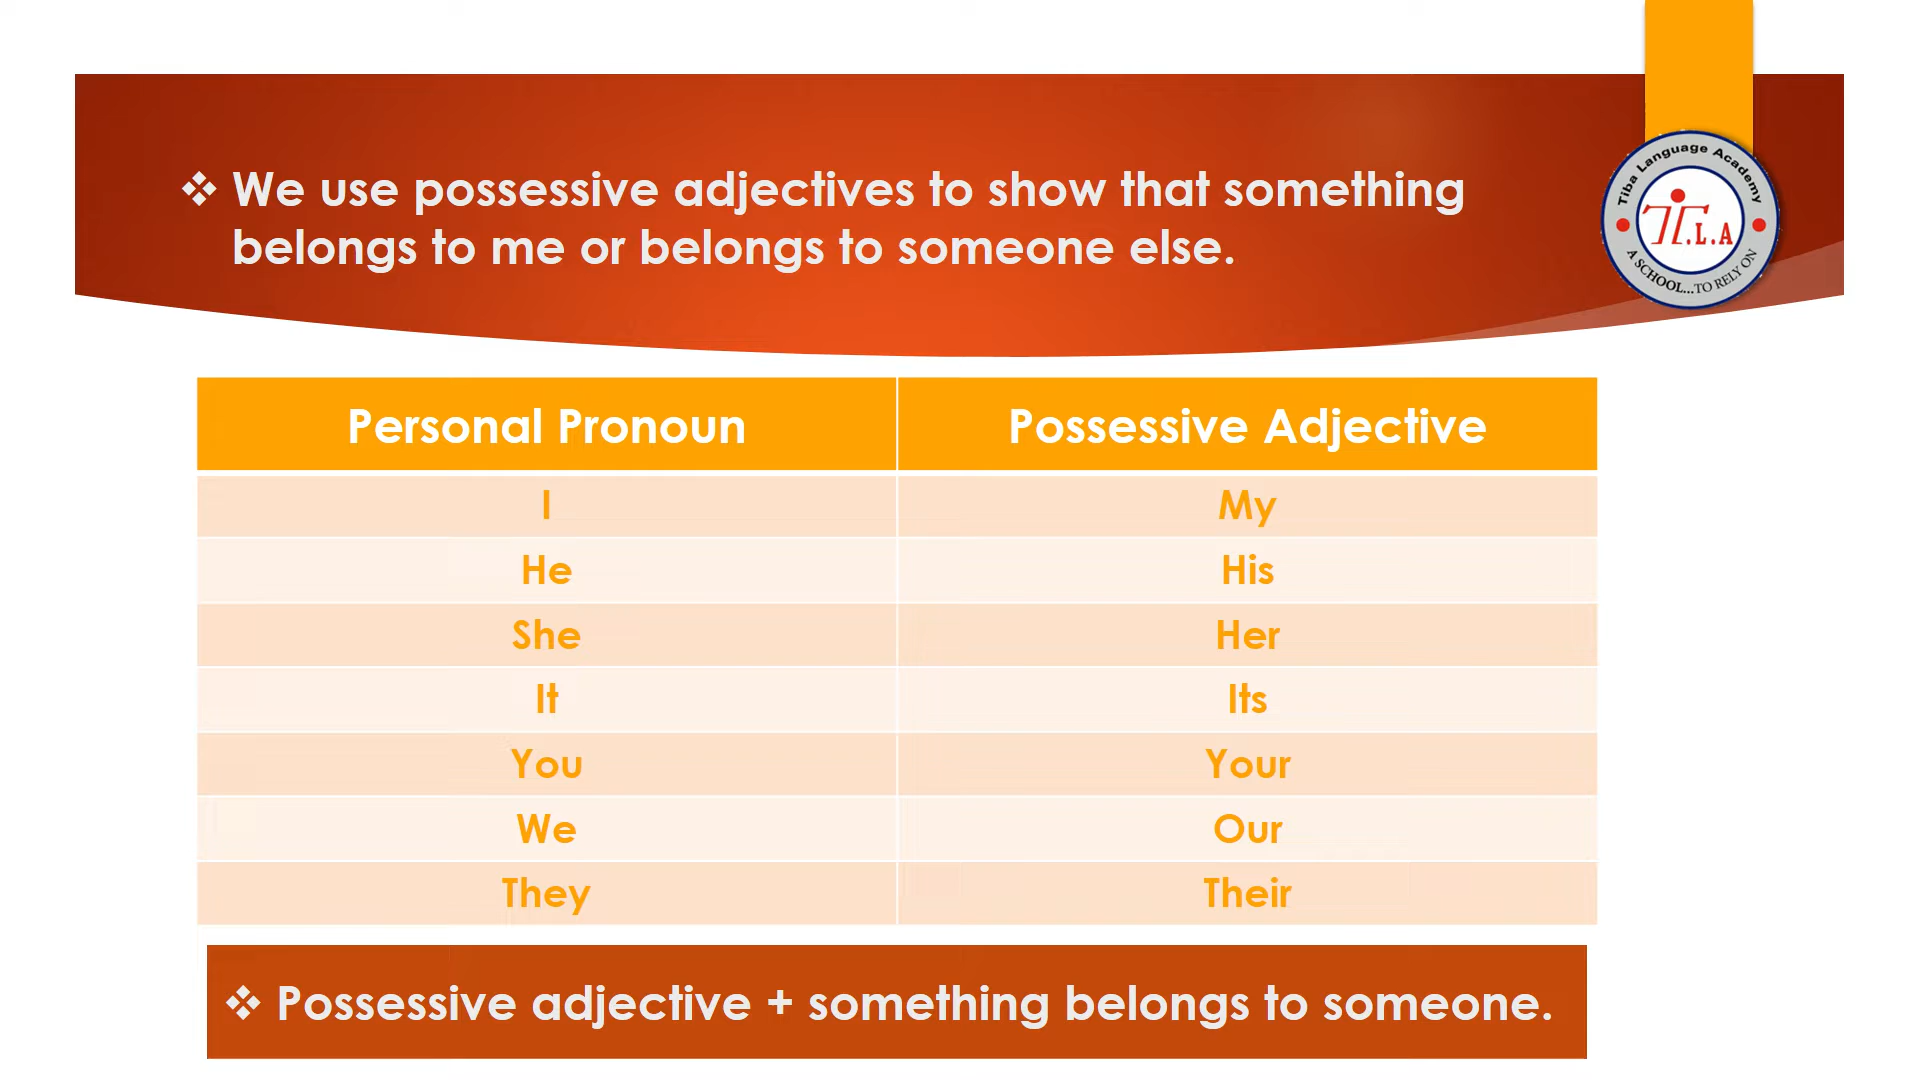 ❖ We use possessive adjectives to show that something
belongs to me or belongs to someone else.
Tiba Language Academy
T.L.A
A SCHOOL...TO RELY ON
Personal Pronoun Possessive Adjective
I My
He His
She Her
It Its
You Your
We Our
They Their
❖ Possessive adjective + something belongs to someone.